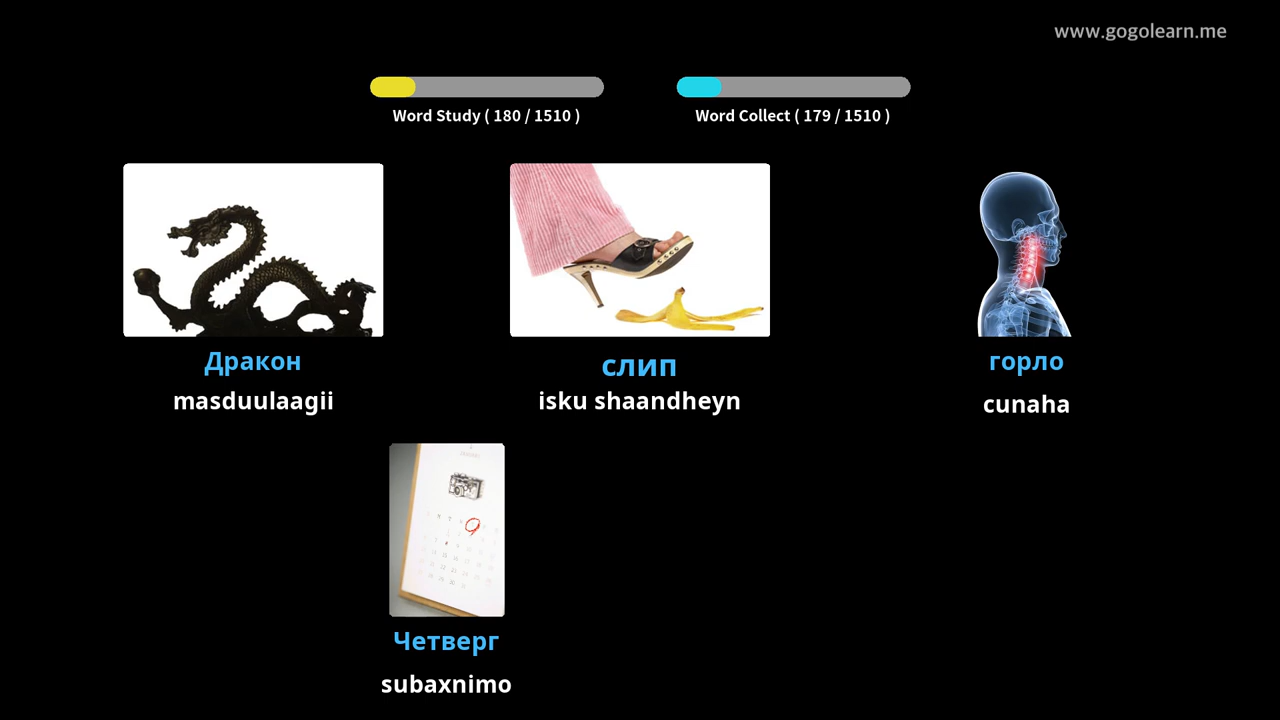 www.gogolearn.me
Word Study ( 180 / 1510 )
Word Collect ( 179 / 1510 )
Дракон
masduulaagii
слип
isku shaandheyn
горло
cunaha
Четверг
subaxnimo